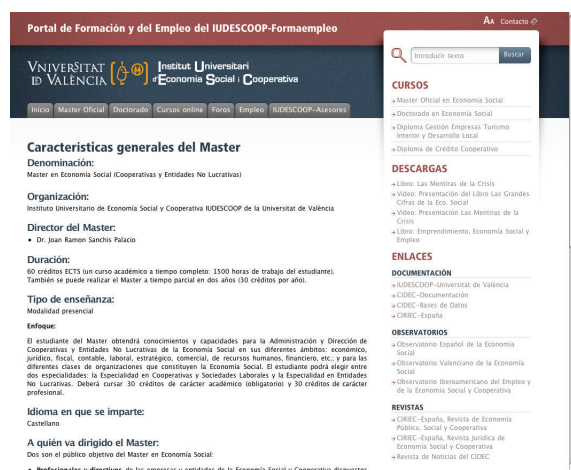 Portal de Formación y del Empleo del IUDESCOOP-Formaempleo
AA Contacto
Introducir texto
Buscar
VNIVERSITAT
ID VALÈNCIA
Institut Universitari
d'Economia Social i Cooperativa
Inicio
Master Oficial
Doctorado
Cursos online
Foros
Empleo
IUDESCOOP-Asesores
Características generales del Master
Denominación:
Master en Economía Social (Cooperativas y Entidades No Lucrativas)
Organización:
Instituto Universitario de Economía Social y Cooperativa IUDESCOOP de la Universitat de València
Director del Master:
• Dr. Joan Ramon Sanchis Palacio
Duración:
60 créditos ECTS (un curso académico a tiempo completo: 1500 horas de trabajo del estudiante).
También se puede realizar el Master a tiempo parcial en dos años (30 créditos por año).
Tipo de enseñanza:
Modalidad presencial
Enfoque:
El estudiante del Master obtendrá conocimientos y capacidades para la Administración y Dirección de
Cooperativas y Entidades No Lucrativas de la Economía Social en sus diferentes ámbitos: económico,
jurídico, fiscal, contable, laboral, estratégico, comercial, de recursos humanos, financiero, etc.; y para las
diferentes clases de organizaciones que constituyen la Economía Social. El estudiante podrá elegir entre
dos especialidades: la Especialidad en Cooperativas y Sociedades Laborales y la Especialidad en Entidades
No Lucrativas. Deberá cursar 30 créditos de carácter académico (obligatorio) y 30 créditos de carácter
profesional.
Idioma en que se imparte:
Castellano
A quién va dirigido el Master:
Dos son el público objetivo del Master en Economía Social:
• Profesionales y directivos, de las empresas y entidades de la Economía Social y Cooperativa dispuestos
CURSOS
Master Oficial en Economía Social
Doctorado en Economía Social
Diploma Gestión Empresas Turismo
Interior y Desarrollo Local
Diploma de Crédito Cooperativo
DESCARGAS
Libro: Las Mentiras de la Crisis
Video: Presentación Libro Las Grandes
Cifras de la Eco. Social
Video: Presentación Las Mentiras de la
Crisis
Libro: Emprendimiento, Economía Social y
Empleo
ENLACES
DOCUMENTACIÓN
IUDESCOOP-Universitat de València
CIDEC-Documentación
CIDEC-Bases de Datos
CIRIEC-España
OBSERVATORIOS
Observatorio Español de la Economía
Social
Observatorio Valenciano de la Economía
Social
Observatorio Iberoamericano del Empleo y
de la Economía Social y Cooperativa
REVISTAS
CIRIEC-España, Revista de Economía
Pública, Social y Cooperativa
CIRIEC-España, Revista Jurídica de
Economía Social y Cooperativa
Revista de Noticias del CIDEC